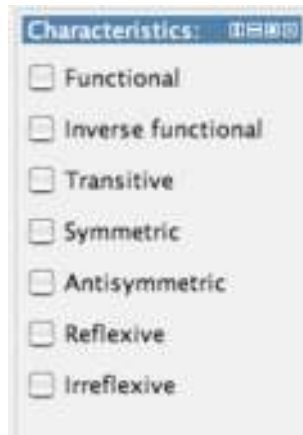 Characteristics:
Functional
Inverse functional
Transitive
Symmetric
Antisymmetric
Reflexive
Irreflexive